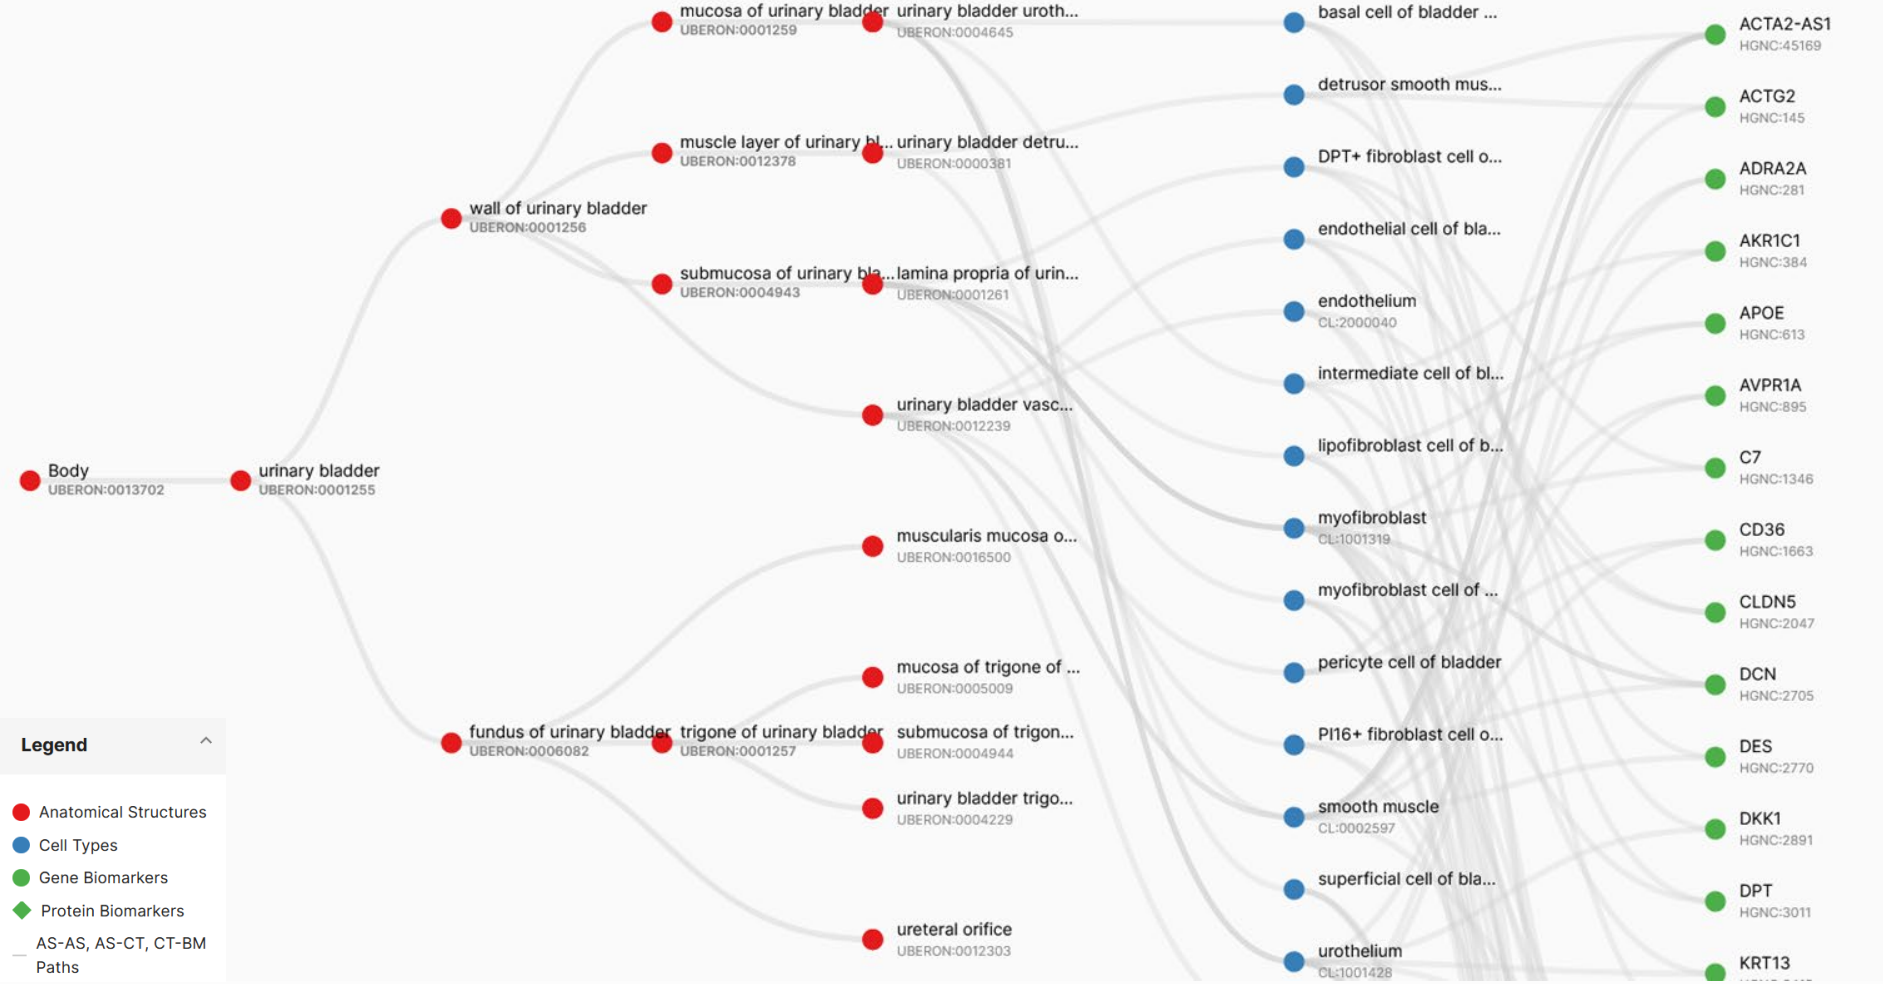 mucosa of urinary bladder
UBERON:0001259
urinary bladder uroth...
UBERON:0004645
muscle layer of urinary bl...
UBERON:0012378
urinary bladder detru...
UBERON:0000381
wall of urinary bladder
UBERON:0001256
submucosa of urinary bla...
UBERON:0004943
lamina propria of urin...
UBERON:0001261
urinary bladder vasc...
UBERON:0012239
Body
UBERON:0013702
urinary bladder
UBERON:0001255
muscularis mucosa o...
UBERON:0016500
mucosa of trigone of ...
UBERON:0005009
fundus of urinary bladder
UBERON:0006082
trigone of urinary bladder
UBERON:0001257
submucosa of trigon...
UBERON:0004944
urinary bladder trigo...
UBERON:0004229
ureteral orifice
UBERON:0012303
basal cell of bladder ...
detrusor smooth mus...
DPT+ fibroblast cell o...
endothelial cell of bla...
endothelium
CL:2000040
intermediate cell of bl...
lipofibroblast cell of b...
myofibroblast
CL:1001319
myofibroblast cell of ...
pericyte cell of bladder
PI16+ fibroblast cell o...
smooth muscle
CL:0002597
superficial cell of bla...
urothelium
CL:1001428
ACTA2-AS1
HGNC:45169
ACTG2
HGNC:145
ADRA2A
HGNC:281
AKR1C1
HGNC:384
APOE
HGNC:613
AVPR1A
HGNC:895
C7
HGNC:1346
CD36
HGNC:1663
CLDN5
HGNC:2047
DCN
HGNC:2705
DES
HGNC:2770
DKK1
HGNC:2891
DPT
HGNC:3011
KRT13
Legend
Anatomical Structures
Cell Types
Gene Biomarkers
Protein Biomarkers
AS-AS, AS-CT, CT-BM
Paths